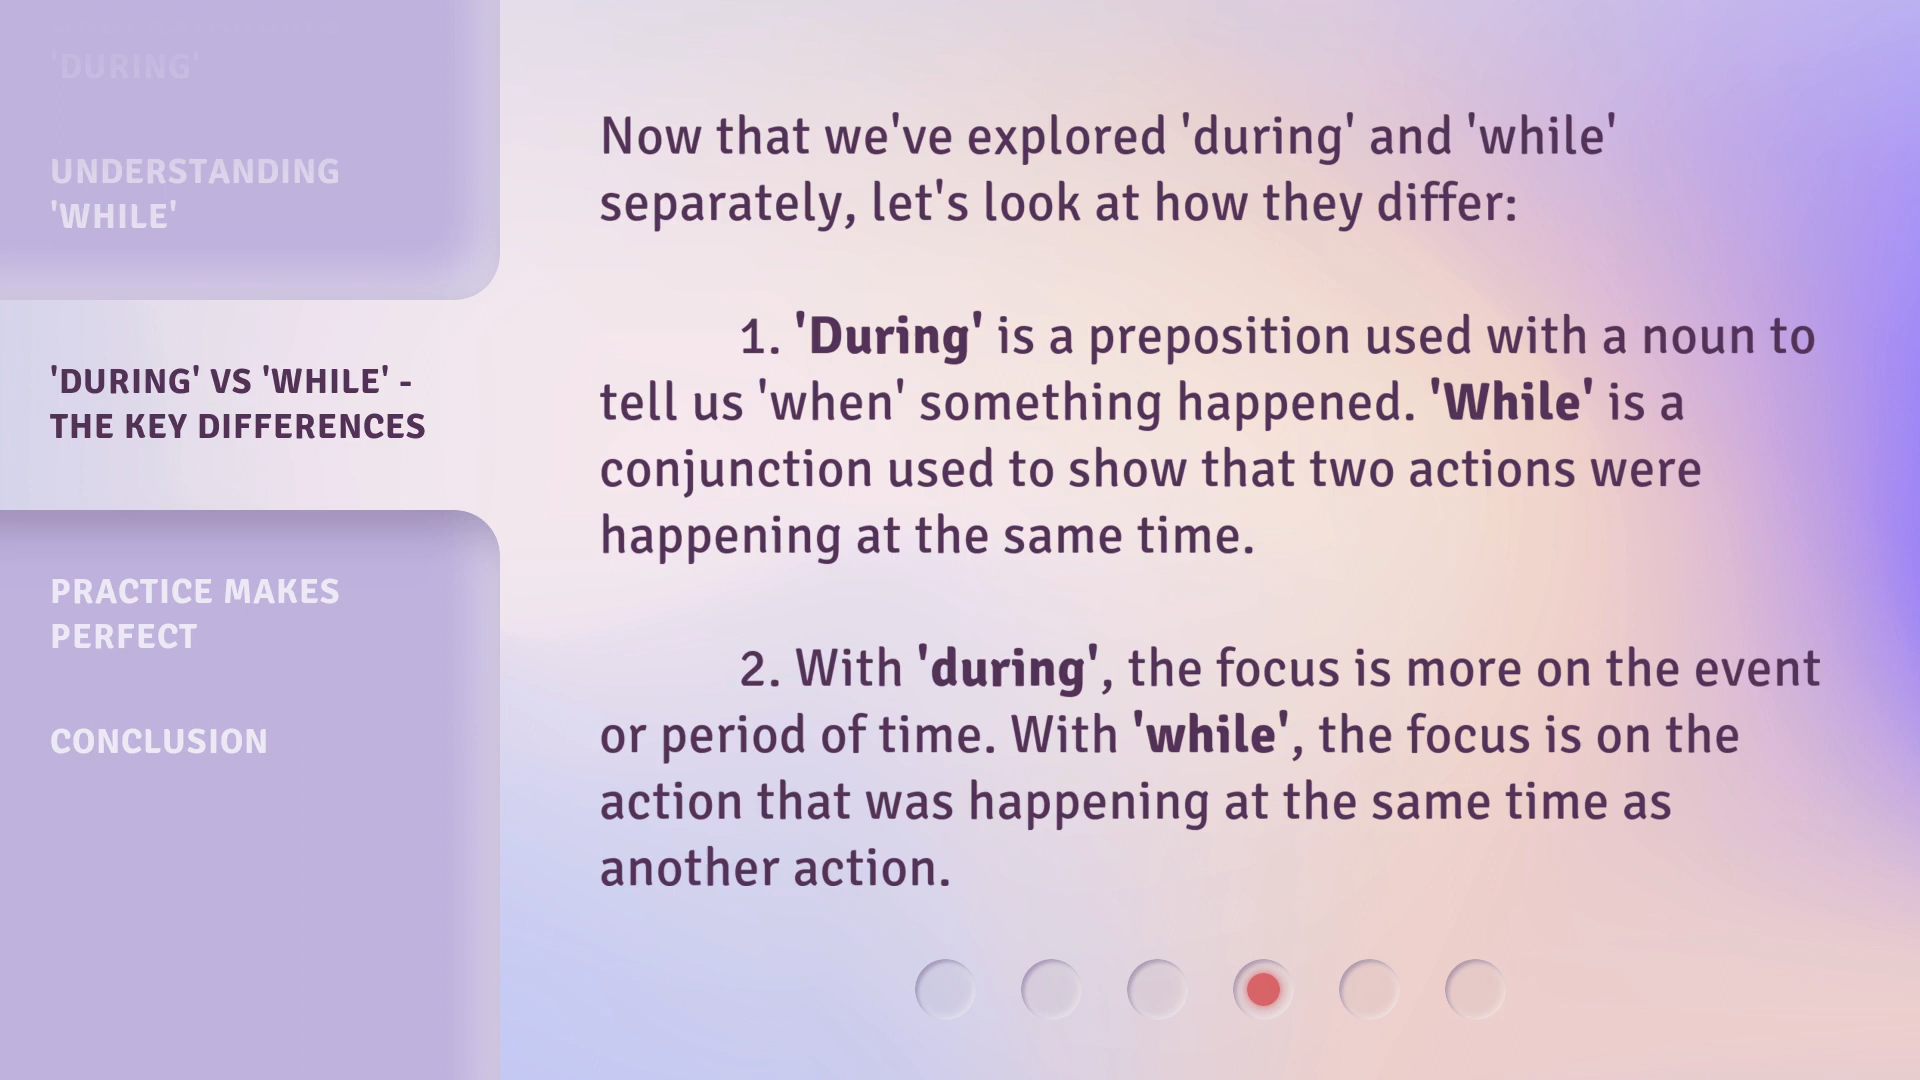 'DURING'
UNDERSTANDING
'WHILE'
'DURING' VS 'WHILE' -
THE KEY DIFFERENCES
PRACTICE MAKES
PERFECT
CONCLUSION
Now that we've explored 'during' and 'while'
separately, let's look at how they differ:
1. 'During' is a preposition used with a noun to
tell us 'when' something happened. 'While' is a
conjunction used to show that two actions were
happening at the same time.
2. With 'during', the focus is more on the event
or period of time. With 'while', the focus is on the
action that was happening at the same time as
another action.